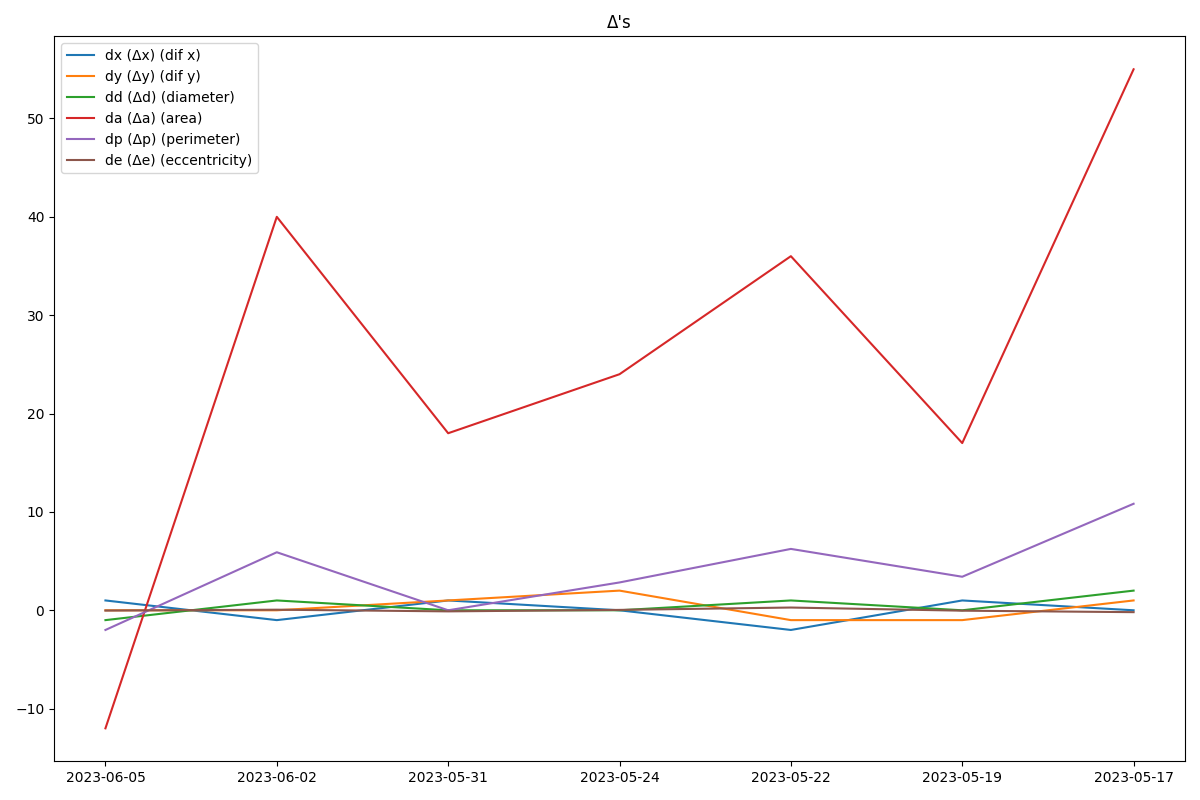 Δ's
dx (Δx) (dif x)
dy (Δy) (dif y)
dd (Δd) (diameter)
da (Δa) (area)
dp (Δp) (perimeter)
de (Δe) (eccentricity)
50
40
30
20
10
0
−10
2023-06-05 2023-06-02 2023-05-31 2023-05-24 2023-05-22 2023-05-19 2023-05-17